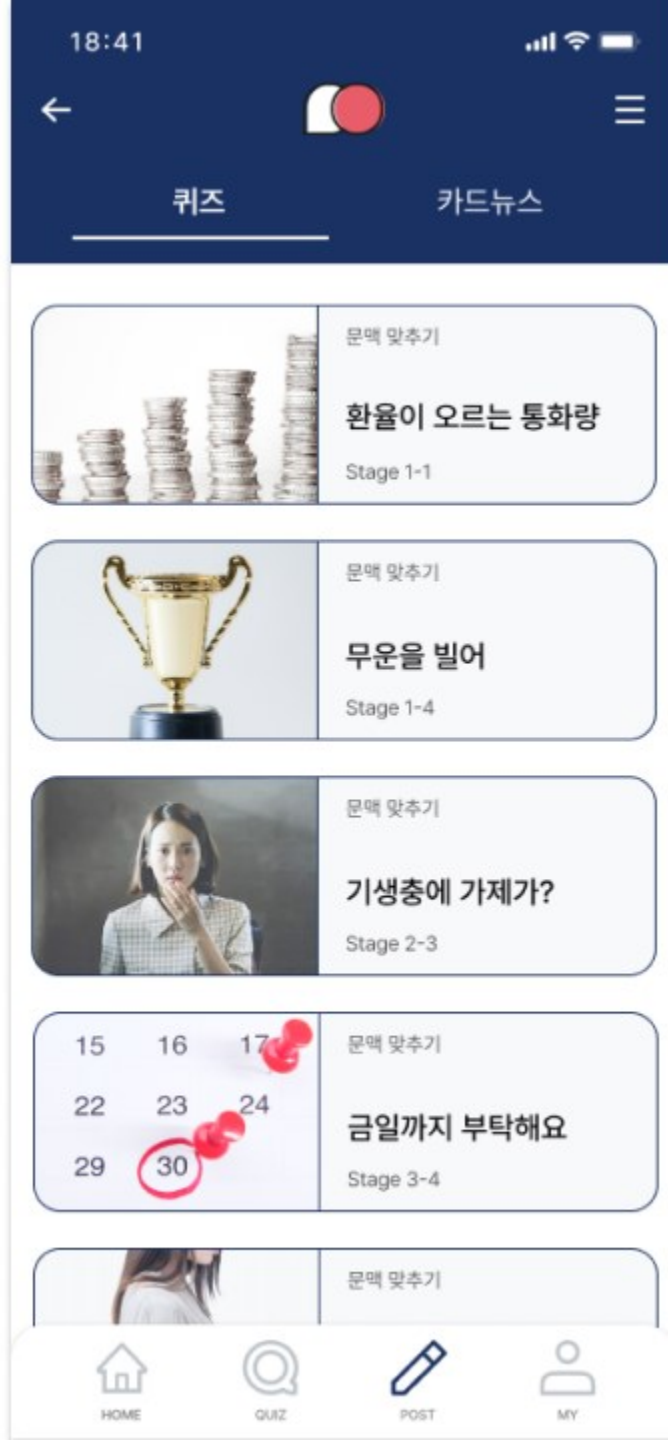 18:41
퀴즈 카드뉴스
문맥 맞추기
환율이 오르는 통화량
Stage 1-1
문맥 맞추기
무운을 빌어
Stage 1-4
문맥 맞추기
기생충에 가제가?
Stage 2-3
15 16 17
22 23 24
29 30
문맥 맞추기
금일까지 부탁해요
Stage 3-4
문맥 맞추기
HOME QUIZ POST MY